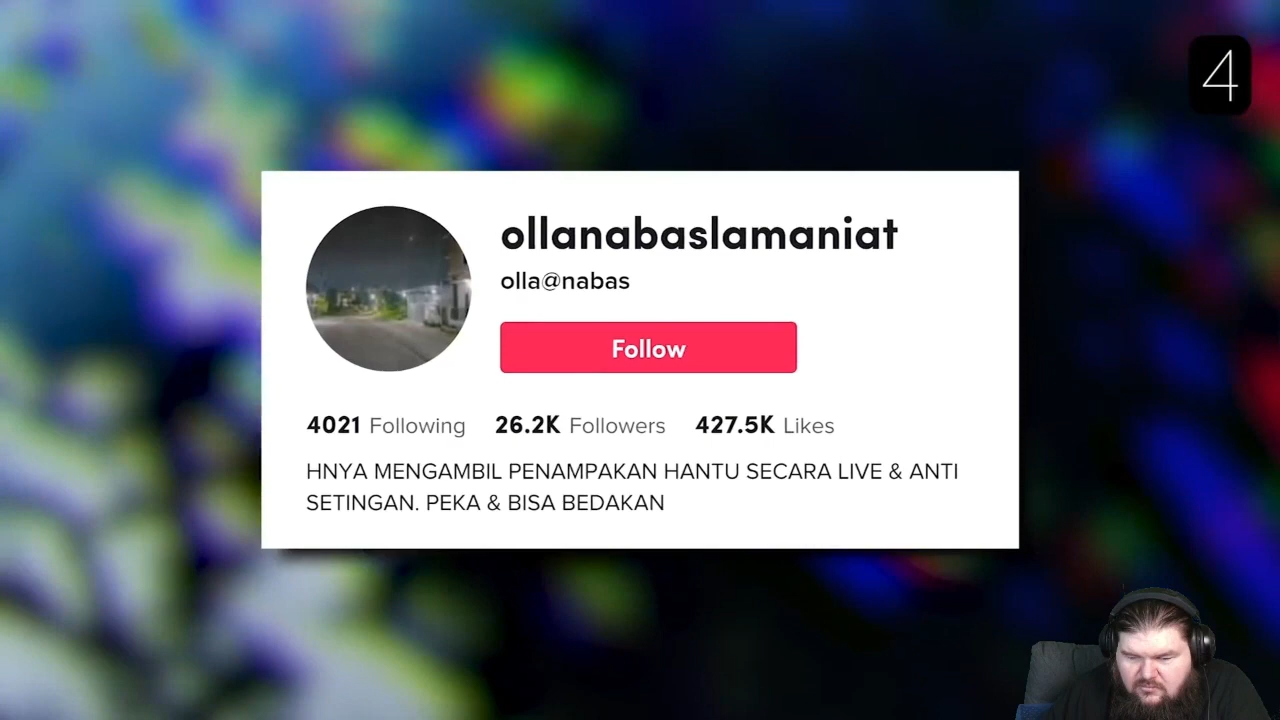 4
ollanabaslamaniat
olla@nabas
Follow
4021 Following 26.2K Followers 427.5K Likes
HNYA MENGAMBIL PENAMPAKAN HANTU SECARA LIVE & ANTI
SETINGAN. PEKA & BISA BEDAKAN